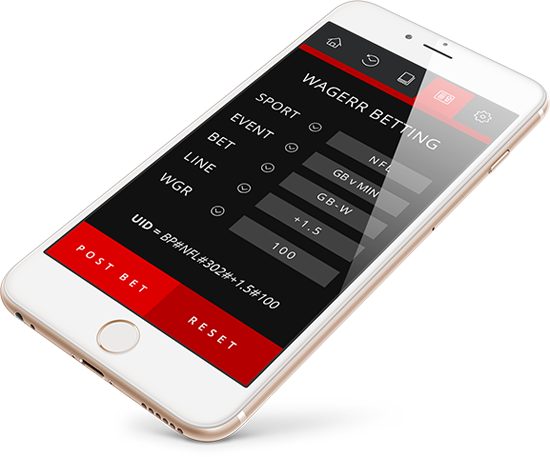 WAGERR BETTING
SPORT NFL
EVENT GB v MIN
BET GB-W
LINE +1.5
WGR 100
UID = BP#NFL#302#+1.5#100
POST BET RESET